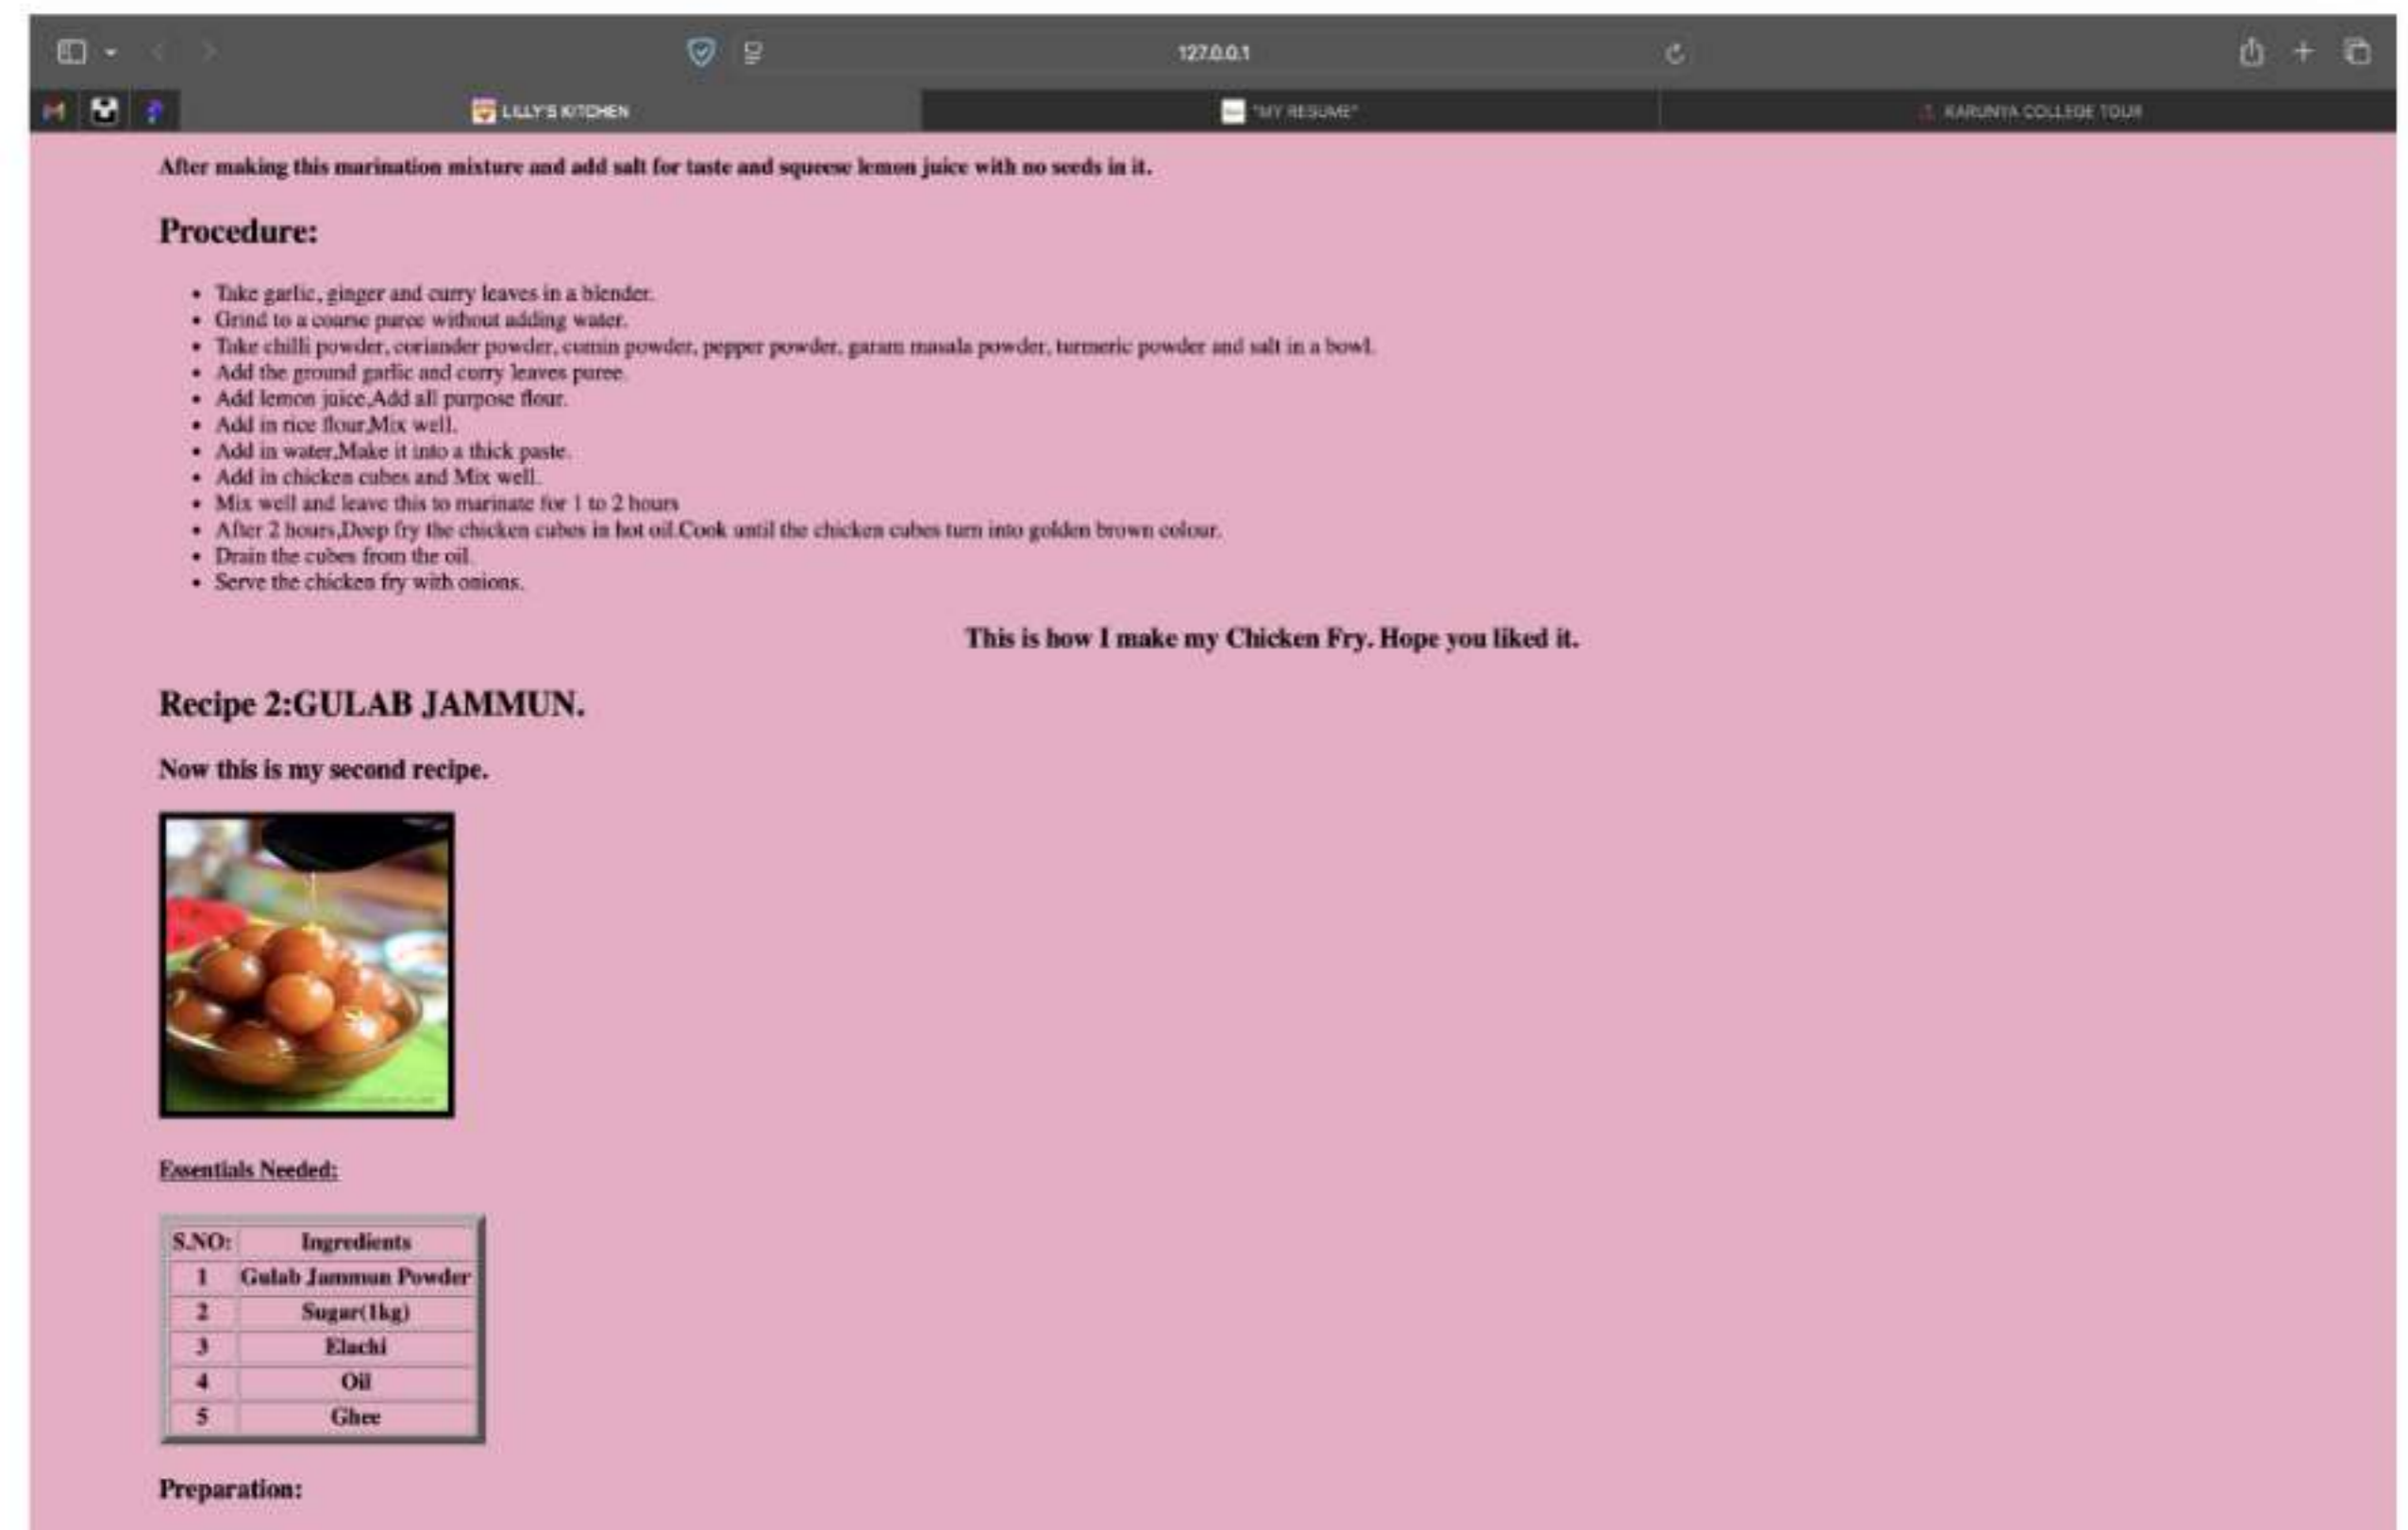 127.0.0.1
LILLY'S KITCHEN
"MY RESUME"
KARUNYA COLLEGE TOUR
After making this marination mixture and add salt for taste and squeese lemon juice with no seeds in it.
Procedure:
• Take garlic, ginger and curry leaves in a blender.
• Grind to a coarse puree without adding water.
• Take chilli powder, coriander powder, cumin powder, pepper powder, garam masala powder, turmeric powder and salt in a bowl.
• Add the ground garlic and curry leaves puree.
• Add lemon juice,Add all purpose flour.
• Add in rice flour,Mix well.
• Add in water,Make it into a thick paste.
• Add in chicken cubes and Mix well.
• Mix well and leave this to marinate for 1 to 2 hours
• After 2 hours,Deep fry the chicken cubes in hot oil.Cook until the chicken cubes turn into golden brown colour.
• Drain the cubes from the oil.
• Serve the chicken fry with onions.
This is how I make my Chicken Fry. Hope you liked it.
Recipe 2:GULAB JAMMUN.
Now this is my second recipe.
Essentials Needed:
S.NO: Ingredients
1 Gulab Jammun Powder
2 Sugar(1kg)
3 Elachi
4 Oil
5 Ghee
Preparation: